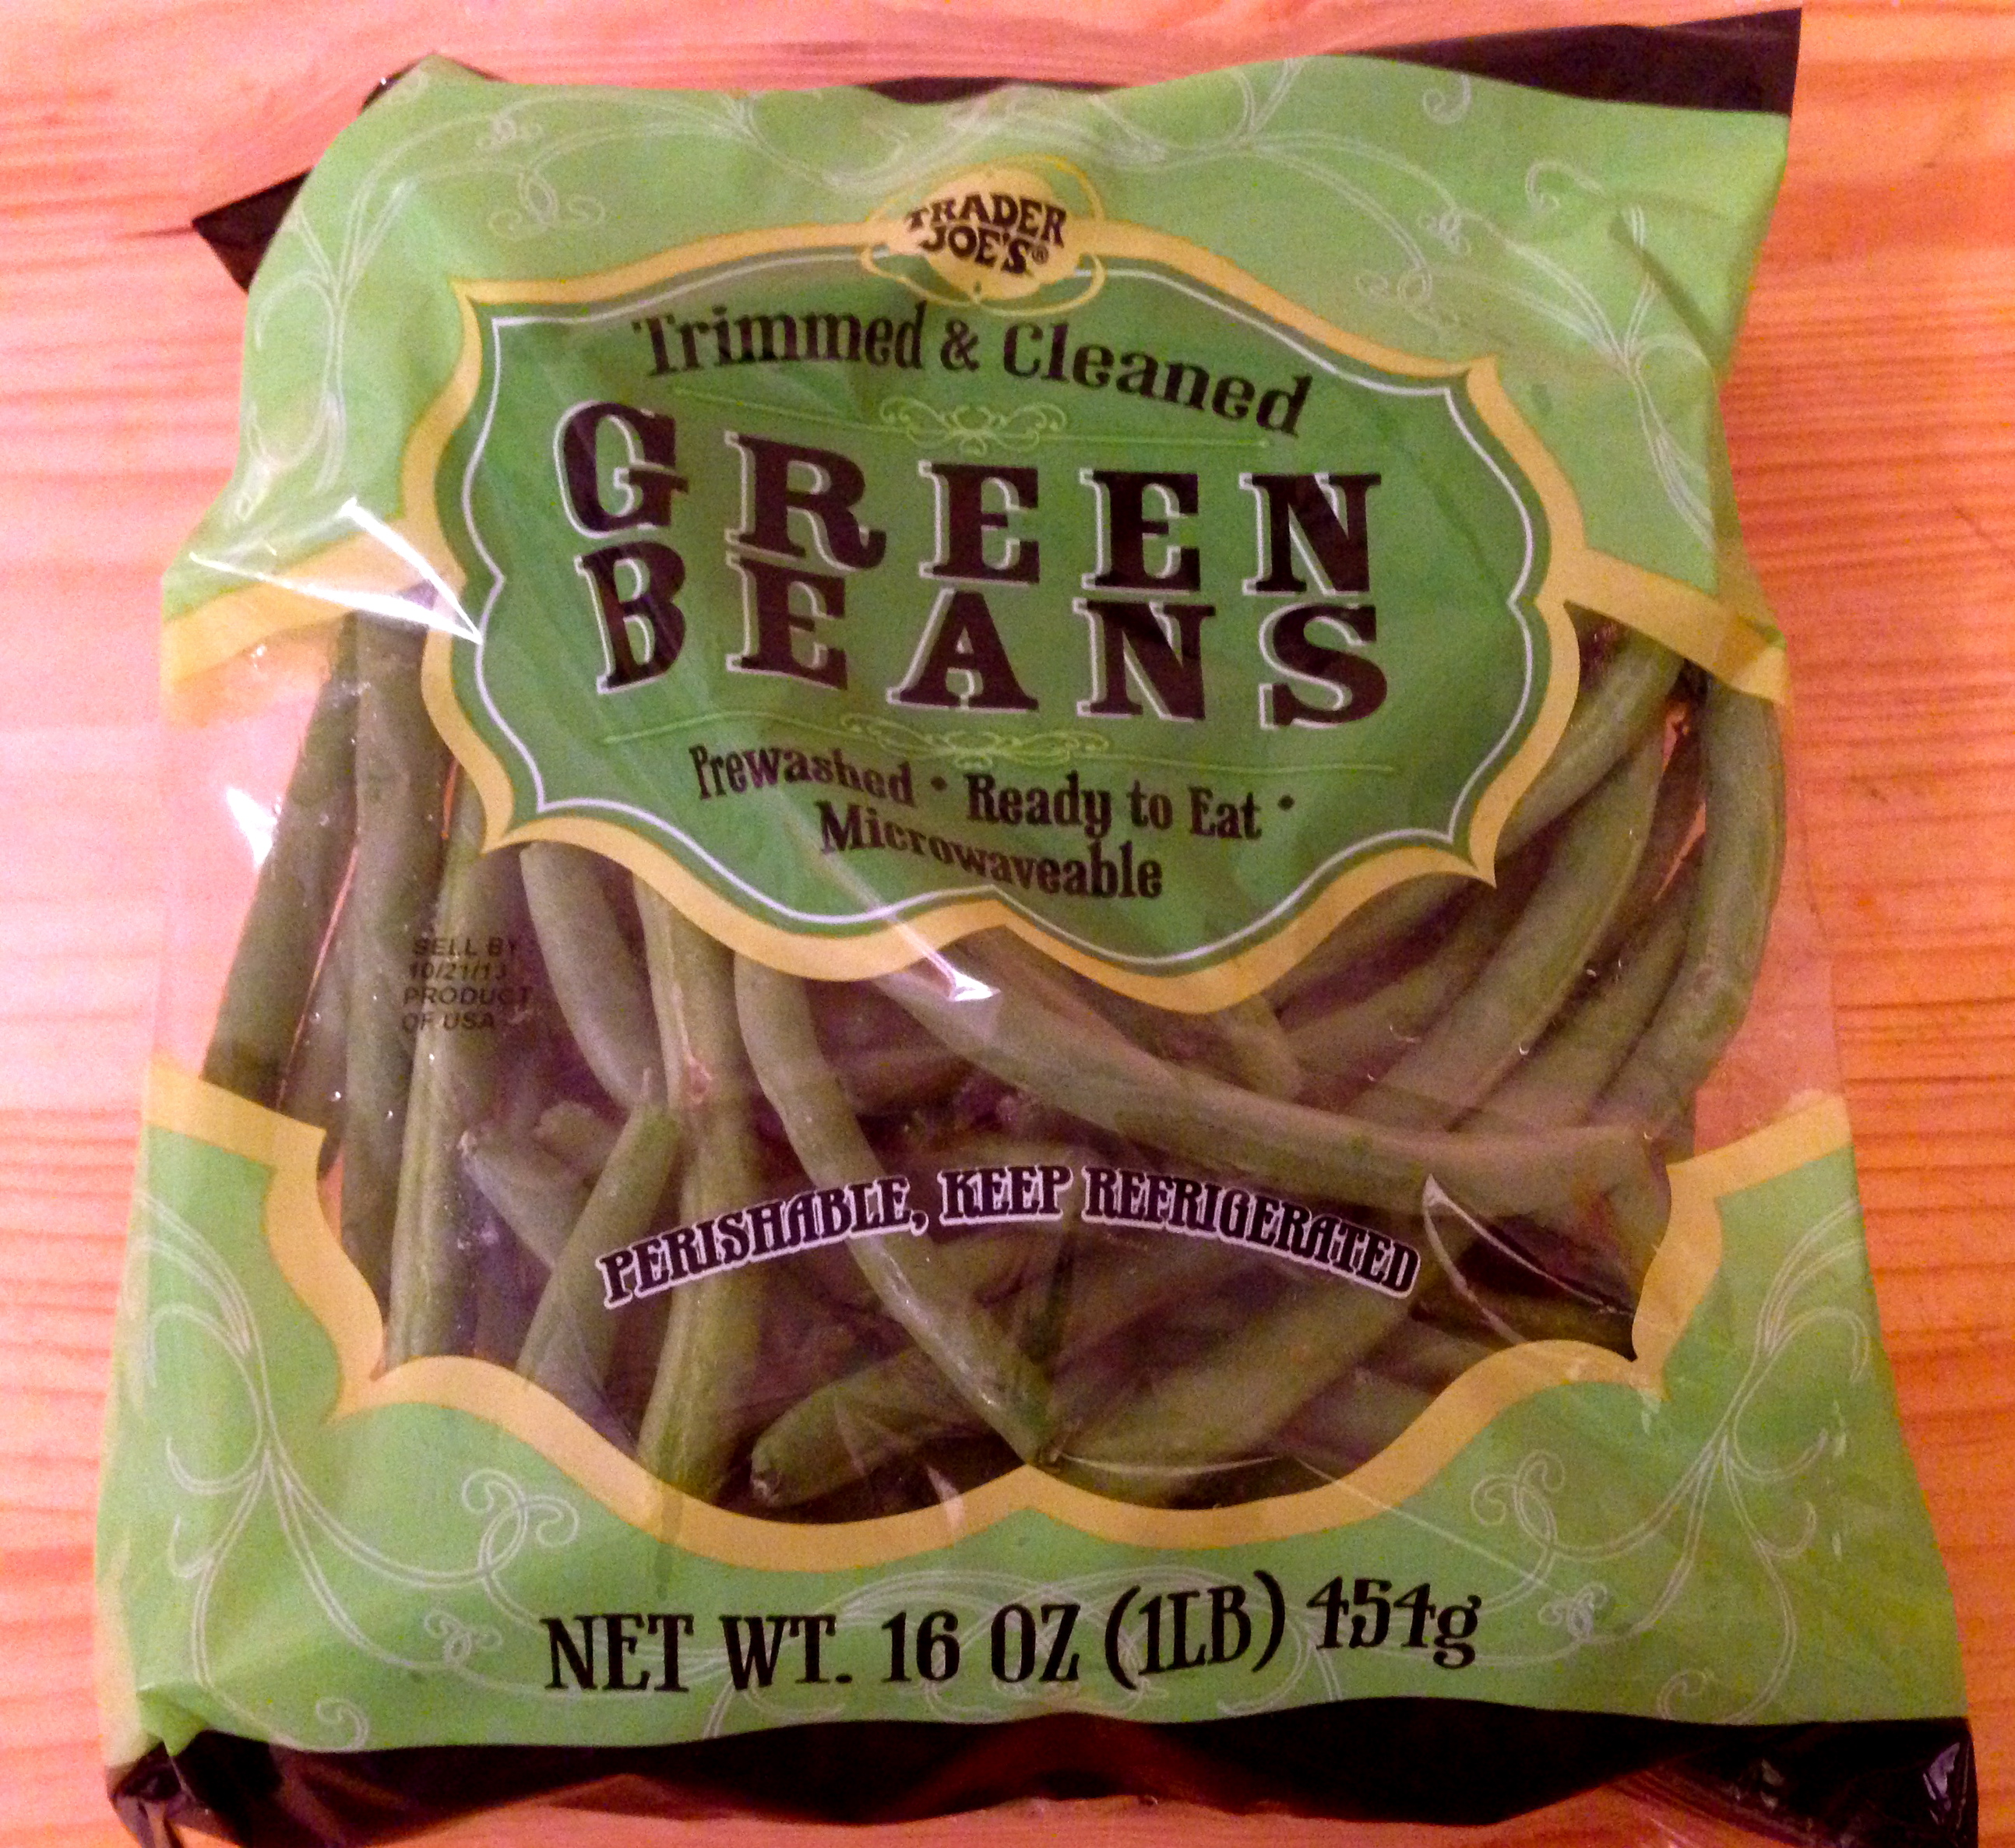 TRADER
JOE'S®
Trimmed & Cleaned
GREEN
BEANS
Prewashed • Ready to Eat •
Microwaveable
SELL BY
10/21/13
PRODUCT
OF USA
PERISHABLE, KEEP REFRIGERATED
NET WT. 16 OZ (1LB) 454g